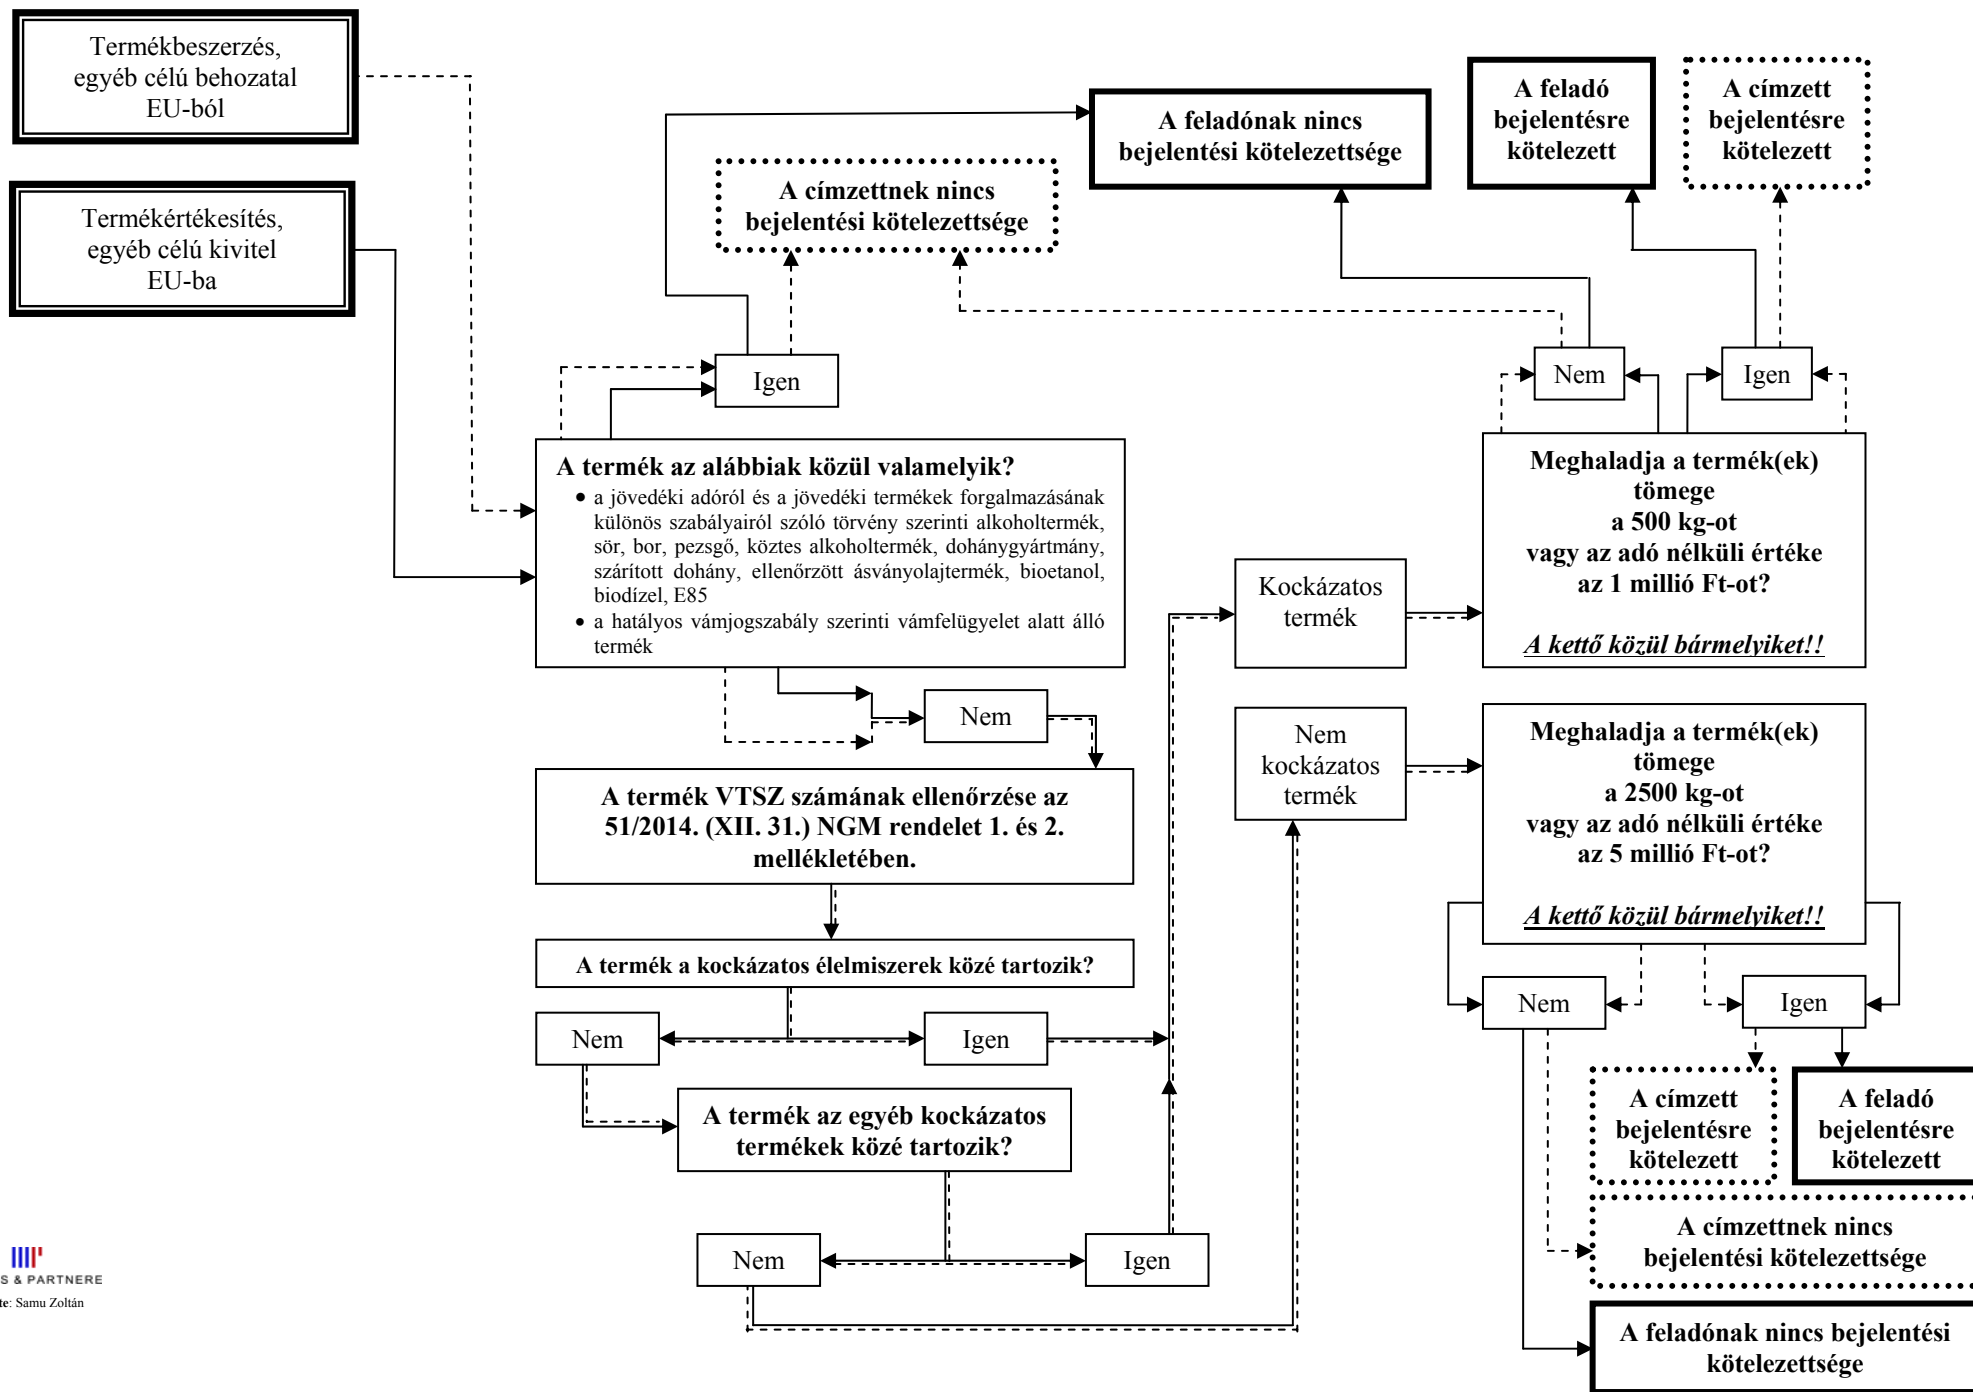 Termékbeszerzés,
egyéb célú behozatal
EU-ból
Termékértékesítés,
egyéb célú kivitel
EU-ba
A címzettnek nincs
bejelentési kötelezettsége
A feladónak nincs
bejelentési kötelezettsége
A feladó
bejelentésre
kötelezett
A címzett
bejelentésre
kötelezett
Igen
Nem
Igen
A termék az alábbiak közül valamelyik?
• a jövedéki adóról és a jövedéki termékek forgalmazásának
különös szabályairól szóló törvény szerinti alkoholtermék,
sör, bor, pezsgő, köztes alkoholtermék, dohánygyártmány,
szárított dohány, ellenőrzött ásványolajtermék, bioetanol,
biodízel, E85
• a hatályos vámjogszabály szerinti vámfelügyelet alatt álló
termék
Meghaladja a termék(ek)
tömege
a 500 kg-ot
vagy az adó nélküli értéke
az 1 millió Ft-ot?
A kettő közül bármelyiket!!
Kockázatos
termék
Nem
Nem
kockázatos
termék
Meghaladja a termék(ek)
tömege
a 2500 kg-ot
vagy az adó nélküli értéke
az 5 millió Ft-ot?
A kettő közül bármelyiket!!
A termék VTSZ számának ellenőrzése az
51/2014. (XII. 31.) NGM rendelet 1. és 2.
mellékletében.
A termék a kockázatos élelmiszerek közé tartozik?
Nem
Igen
Nem
Igen
A termék az egyéb kockázatos
termékek közé tartozik?
A címzett
bejelentésre
kötelezett
A feladó
bejelentésre
kötelezett
Nem
Igen
A címzettnek nincs
bejelentési kötelezettsége
A feladónak nincs bejelentési
kötelezettsége
S & PARTNERE
te: Samu Zoltán